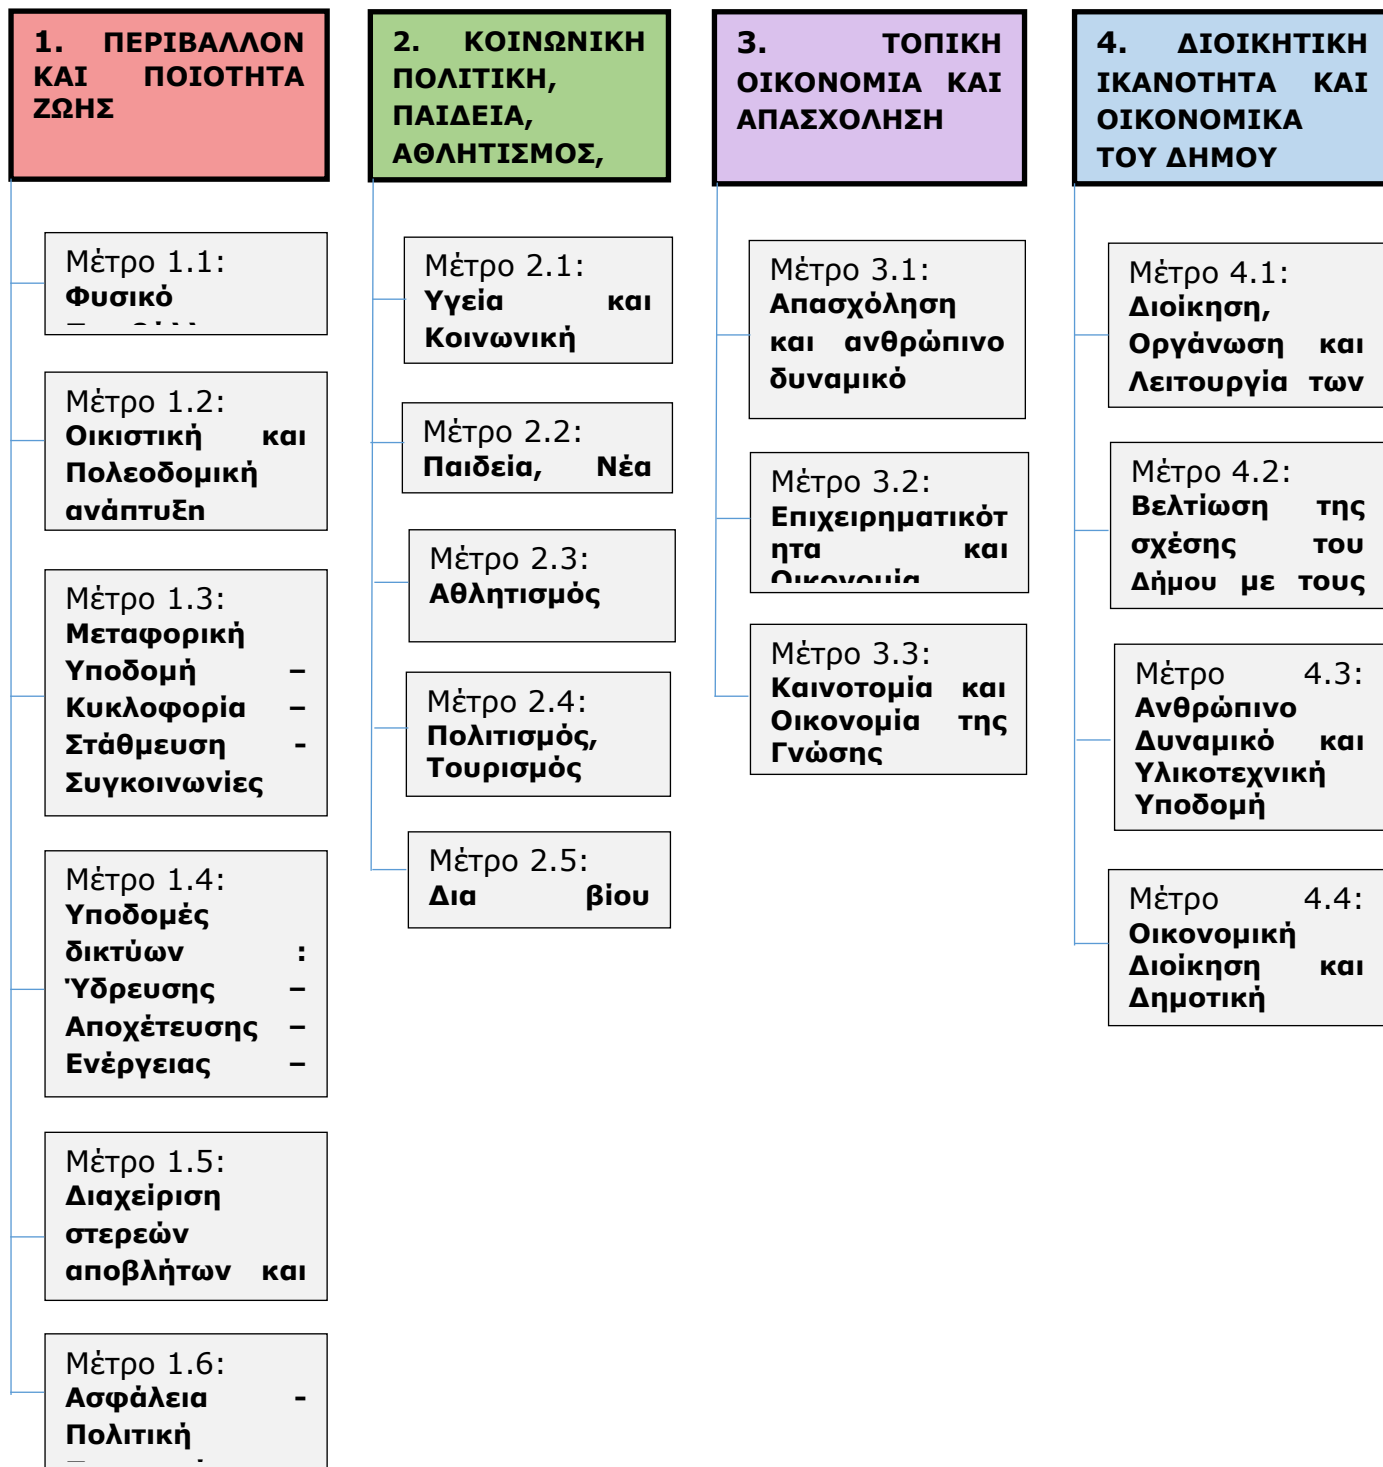 1. ΠΕΡΙΒΑΛΛΟΝ
ΚΑΙ ΠΟΙΟΤΗΤΑ
ΖΩΗΣ
Μέτρο 1.1:
Φυσικό
Μέτρο 1.2:
Οικιστική και
Πολεοδομική
ανάπτυξη
Μέτρο 1.3:
Μεταφορική
Υποδομή –
Κυκλοφορία –
Στάθμευση -
Συγκοινωνίες
Μέτρο 1.4:
Υποδομές
δικτύων :
Ύδρευσης –
Αποχέτευσης –
Ενέργειας –
Μέτρο 1.5:
Διαχείριση
στερεών
αποβλήτων και
Μέτρο 1.6:
Ασφάλεια -
Πολιτική
2. ΚΟΙΝΩΝΙΚΗ
ΠΟΛΙΤΙΚΗ,
ΠΑΙΔΕΙΑ,
ΑΘΛΗΤΙΣΜΟΣ,
Μέτρο 2.1:
Υγεία και
Κοινωνική
Μέτρο 2.2:
Παιδεία, Νέα
Μέτρο 2.3:
Αθλητισμός
Μέτρο 2.4:
Πολιτισμός,
Τουρισμός
Μέτρο 2.5:
Δια βίου
3. ΤΟΠΙΚΗ
ΟΙΚΟΝΟΜΙΑ ΚΑΙ
ΑΠΑΣΧΟΛΗΣΗ
Μέτρο 3.1:
Απασχόληση
και ανθρώπινο
δυναμικό
Μέτρο 3.2:
Επιχειρηματικότ
ητα και
Οικονομία
Μέτρο 3.3:
Καινοτομία και
Οικονομία της
Γνώσης
4. ΔΙΟΙΚΗΤΙΚΗ
ΙΚΑΝΟΤΗΤΑ ΚΑΙ
ΟΙΚΟΝΟΜΙΚΑ
ΤΟΥ ΔΗΜΟΥ
Μέτρο 4.1:
Διοίκηση,
Οργάνωση και
Λειτουργία των
Μέτρο 4.2:
Βελτίωση της
σχέσης του
Δήμου με τους
Μέτρο 4.3:
Ανθρώπινο
Δυναμικό και
Υλικοτεχνική
Υποδομή
Μέτρο 4.4:
Οικονομική
Διοίκηση και
Δημοτική